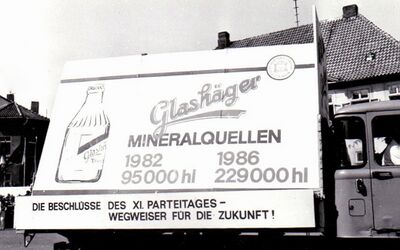 Glashäger
MINERALQUELLEN
1982 1986
95000 hl 229000 hl
DIE BESCHLÜSSE DES XI. PARTEITAGES –
WEGWEISER FÜR DIE ZUKUNFT!